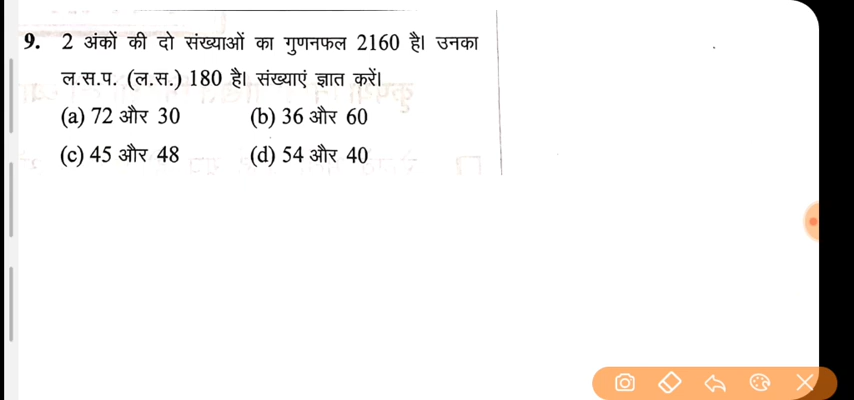 9. 2 अंकों की दो संख्याओं का गुणनफल 2160 है। उनका
ल.स.प. (ल.स.) 180 है। संख्याएं ज्ञात करें।
(a) 72 और 30 (b) 36 और 60
(c) 45 और 48 (d) 54 और 40